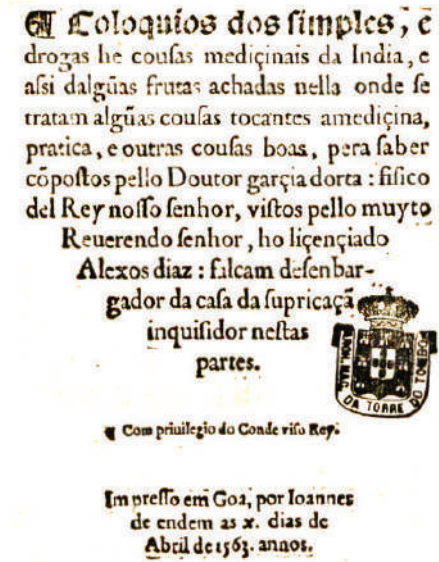 ¶ Coloquios dos ſimples, e
drogas he couſas mediçinais da India, e
aſsi dalgũas frutas achadas nella onde ſe
tratam algũas couſas tocantes amediçina,
pratica, e outras couſas boas, pera ſaber
cõpoſtos pello Doutor garçia dorta : fiſico
del Rey noſſo ſenhor, viſtos pello muyto
Reuerendo ſenhor, ho liçençiado
Alexos diaz : falcam deſenbar-
gador da caſa da ſupricaçã
inquiſidor neſtas
partes.
¶ Com priuilegio do Conde viſo Rey.
Impreſſo em Goa, por Ioannes
de endem as x. dias de
Abril de 1563. annos.
DA TORRE DO TOMBO